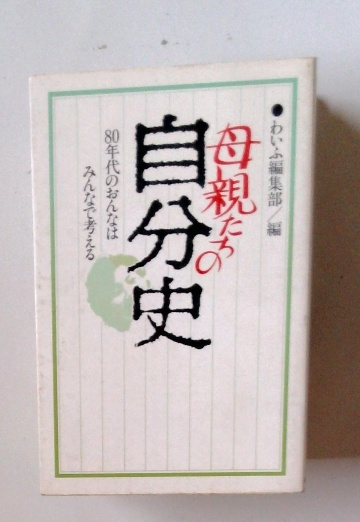 ●わいふ編集部／編
母親たちの
自分史
80年代のおんなは
みんなで考える